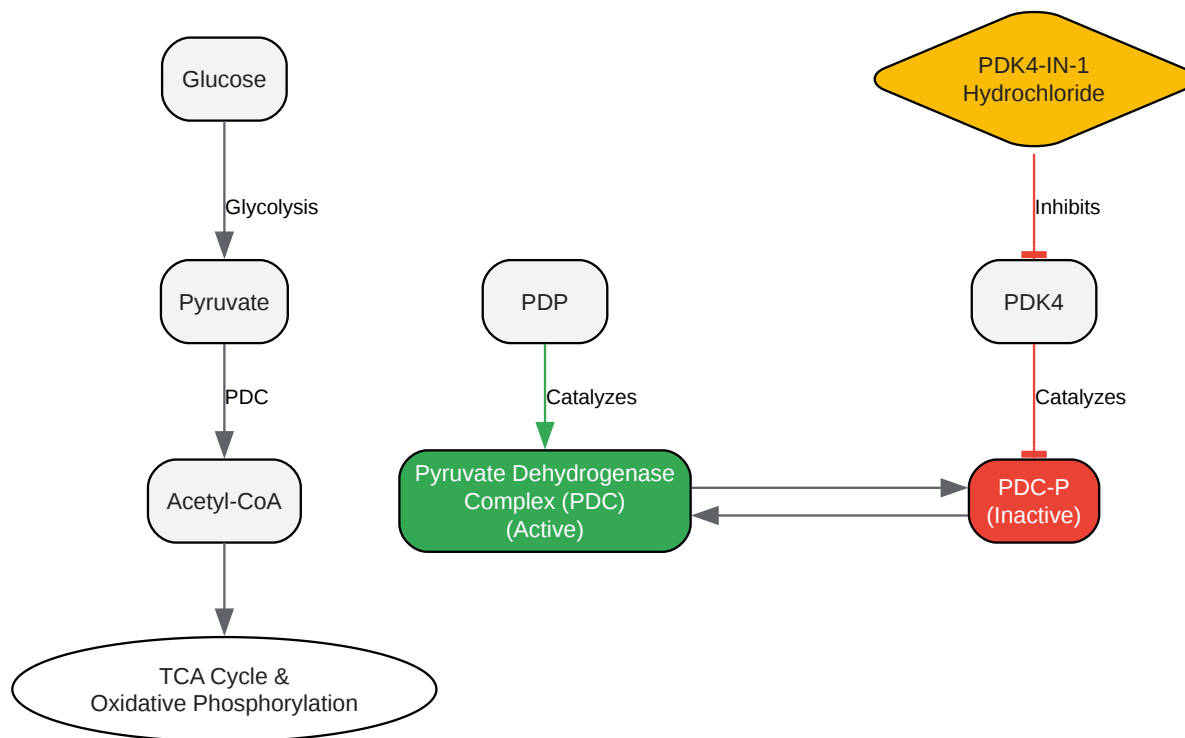 Glucose
PDK4-IN-1
Hydrochloride
Glycolysis
Inhibits
Pyruvate
PDP
PDK4
PDC
Catalyzes
Catalyzes
Acetyl-CoA
Pyruvate Dehydrogenase
Complex (PDC)
(Active)
PDC-P
(Inactive)
TCA Cycle &
Oxidative Phosphorylation